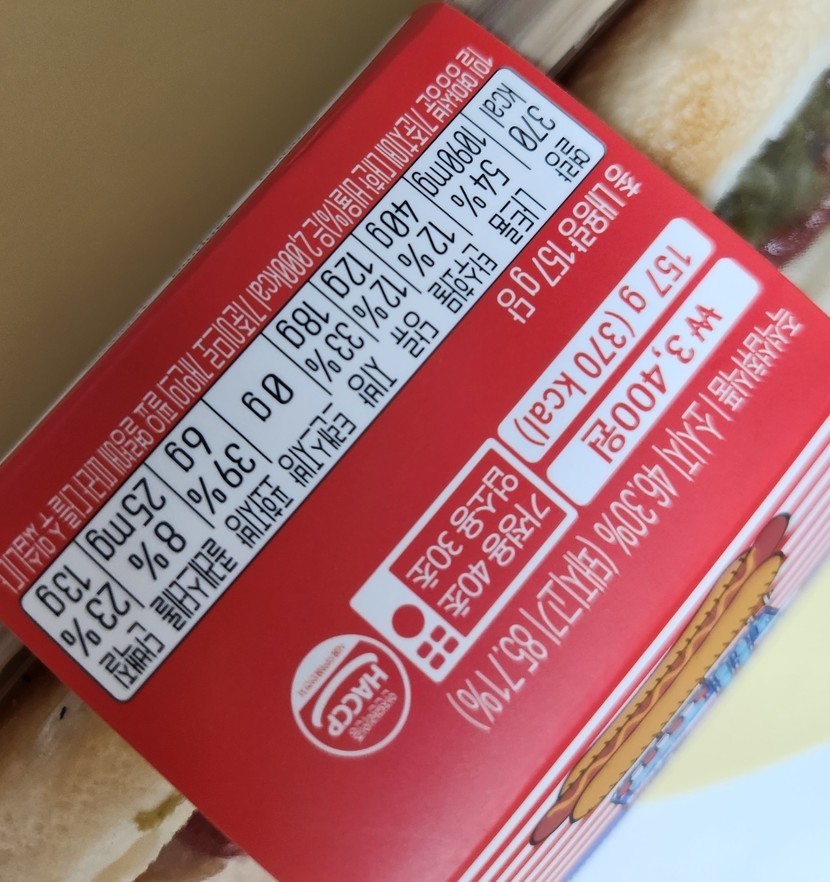 즉석섭취식품 | 소시지 46.30% (돼지고기 85.71%)
₩ 3,400원
157 g (370 kcal)
가정용 40초
업소용 30초
HACCP
총 내용량 157 g 당
열량 370 kcal
나트륨 54% 1090mg
탄수화물 12% 40g
당류 12% 12g
지방 33% 18g
트랜스지방 0g
포화지방 39% 6g
콜레스테롤 8% 25mg
단백질 23% 13g
1일 영양성분 기준치에 대한 비율(%)은 2,000kcal 기준이므로 개인의 필요 열량에 따라 다를 수 있습니다.